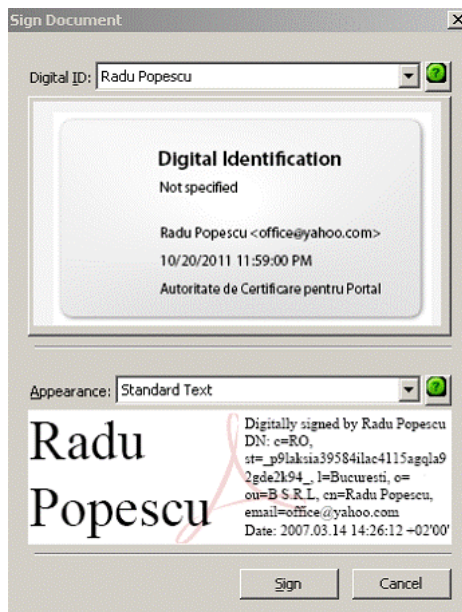 Sign Document
Digital ID: Radu Popescu
Digital Identification
Not specified
Radu Popescu <office@yahoo.com>
10/20/2011 11:59:00 PM
Autoritate de Certificare pentru Portal
Appearance: Standard Text
Radu
Popescu
Digitally signed by Radu Popescu
DN: c=RO,
st=_p9laksia39584ilac4115agqla9
2gde2k94_, l=Bucuresti, o=
ou=B S.R.L, cn=Radu Popescu,
email=office@yahoo.com
Date: 2007.03.14 14:26:12 +02'00'
Sign
Cancel